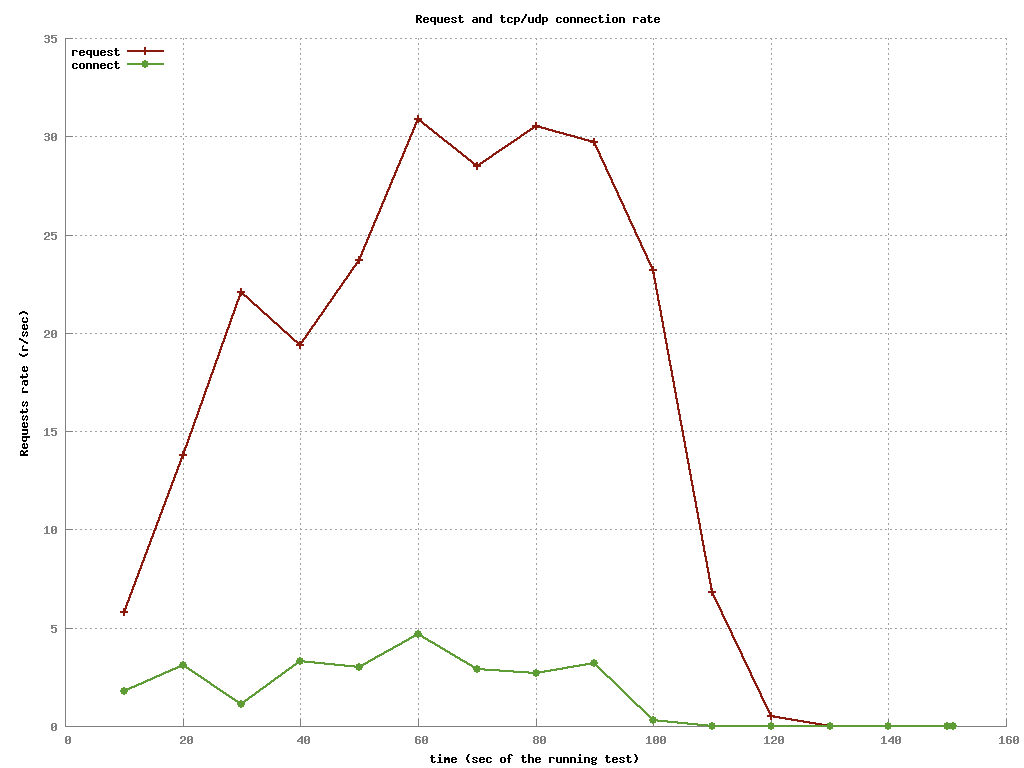 Request and tcp/udp connection rate
request
connect
35
30
25
20
15
10
5
0
Requests rate (r/sec)
0 20 40 60 80 100 120 140 160
time (sec of the running test)